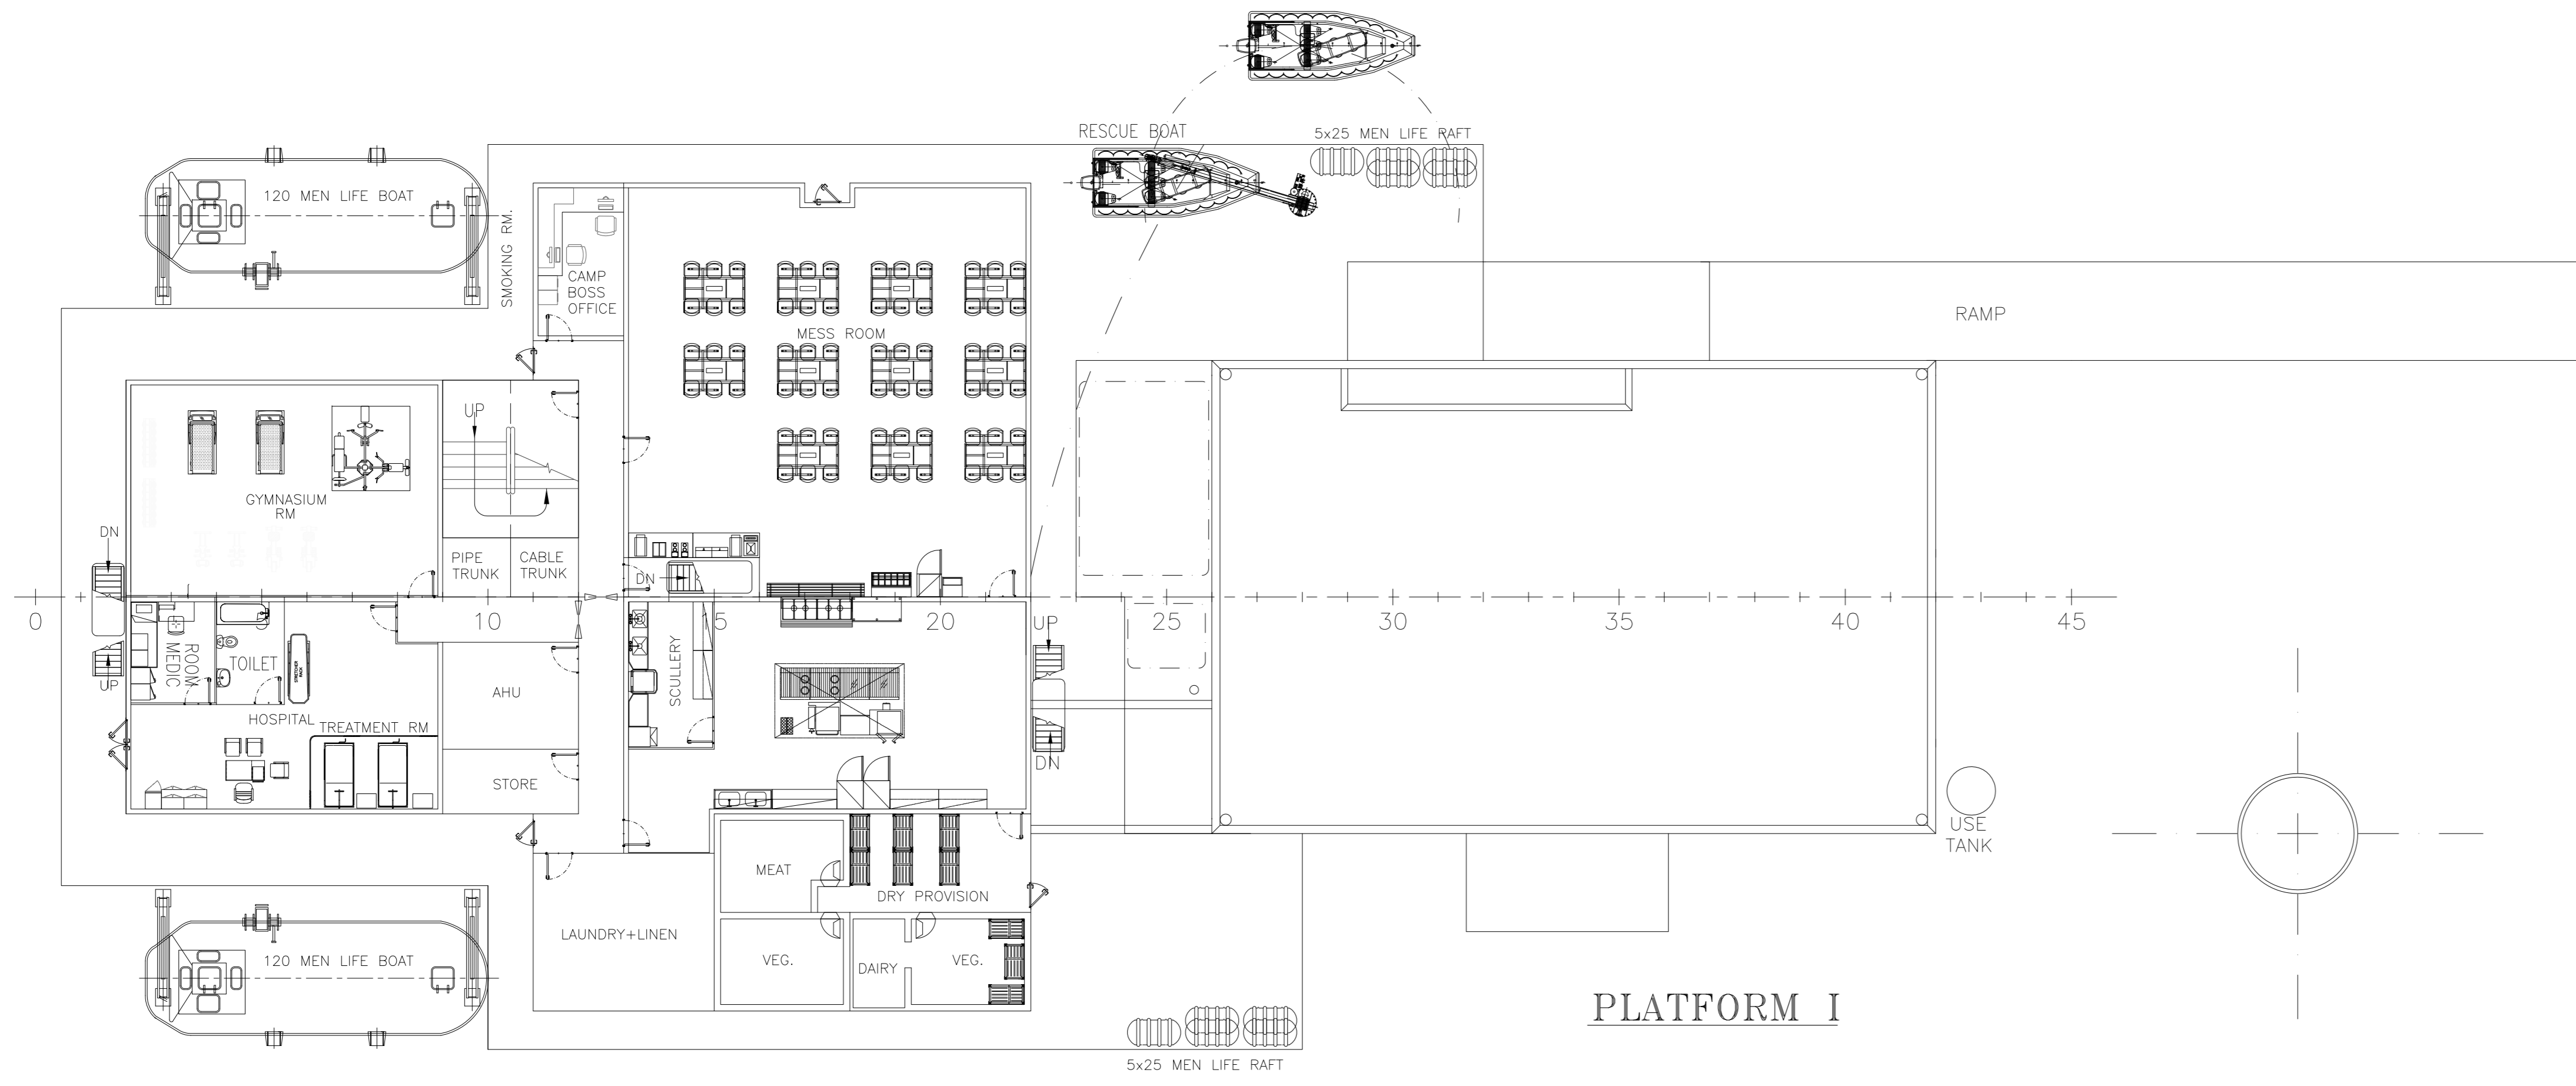 RESCUE BOAT
5x25 MEN LIFE RAFT
120 MEN LIFE BOAT
SMOKING RM.
CAMP
BOSS
OFFICE
MESS ROOM
RAMP
UP
GYMNASIUM
RM
DN
PIPE
TRUNK
CABLE
TRUNK
DN
0
5
10
15
20
25
30
35
40
45
UP
MEDIC
ROOM
TOILET
STRETCHER
RACK
UP
SCULLERY
AHU
HOSPITAL
TREATMENT RM
DN
STORE
USE
TANK
MEAT
DRY PROVISION
LAUNDRY+LINEN
VEG.
DAIRY
VEG.
120 MEN LIFE BOAT
PLATFORM I
5x25 MEN LIFE RAFT